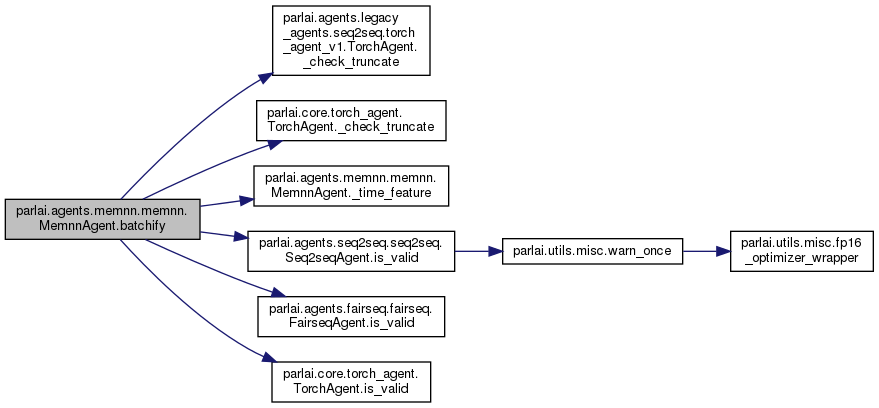 parlai.agents.legacy
_agents.seq2seq.torch
_agent_v1.TorchAgent.
_check_truncate
parlai.core.torch_agent.
TorchAgent._check_truncate
parlai.agents.memnn.memnn.
MemnnAgent._time_feature
parlai.agents.memnn.memnn.
MemnnAgent.batchify
parlai.agents.seq2seq.seq2seq.
Seq2seqAgent.is_valid
parlai.utils.misc.warn_once
parlai.utils.misc.fp16
_optimizer_wrapper
parlai.agents.fairseq.fairseq.
FairseqAgent.is_valid
parlai.core.torch_agent.
TorchAgent.is_valid